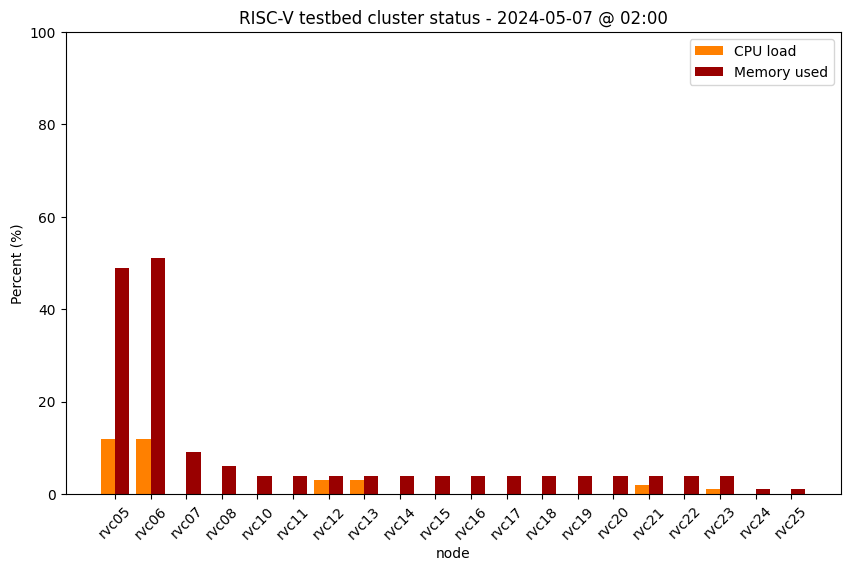 RISC-V testbed cluster status - 2024-05-07 @ 02:00
CPU load
Memory used
Percent (%)
100
80
60
40
20
0
rvc05
rvc06
rvc07
rvc08
rvc10
rvc11
rvc12
rvc13
rvc14
rvc15
rvc16
rvc17
rvc18
rvc19
rvc20
rvc21
rvc22
rvc23
rvc24
rvc25
node